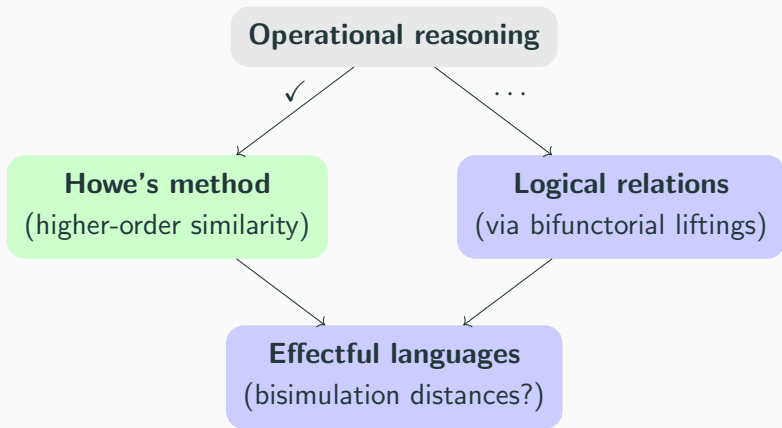 Operational reasoning
✓
···
Howe's method
(higher-order similarity)
Logical relations
(via bifunctorial liftings)
Effectful languages
(bisimulation distances?)